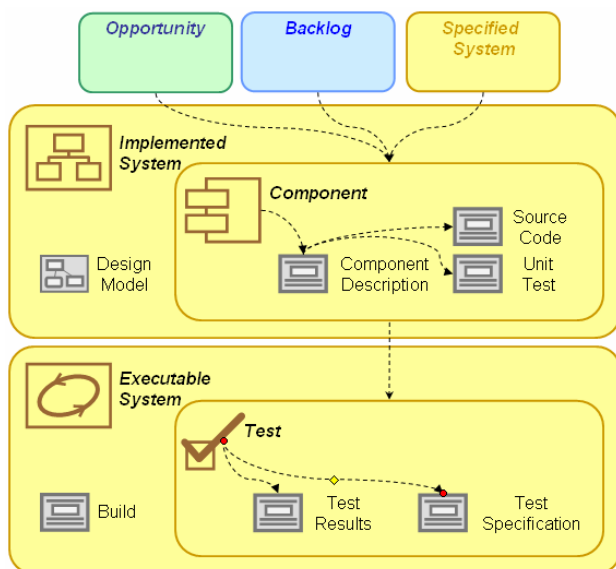 Opportunity
Backlog
Specified
System
Implemented
System
Component
Source
Code
Design
Model
Component
Description
Unit
Test
Executable
System
Test
Build
Test
Results
Test
Specification